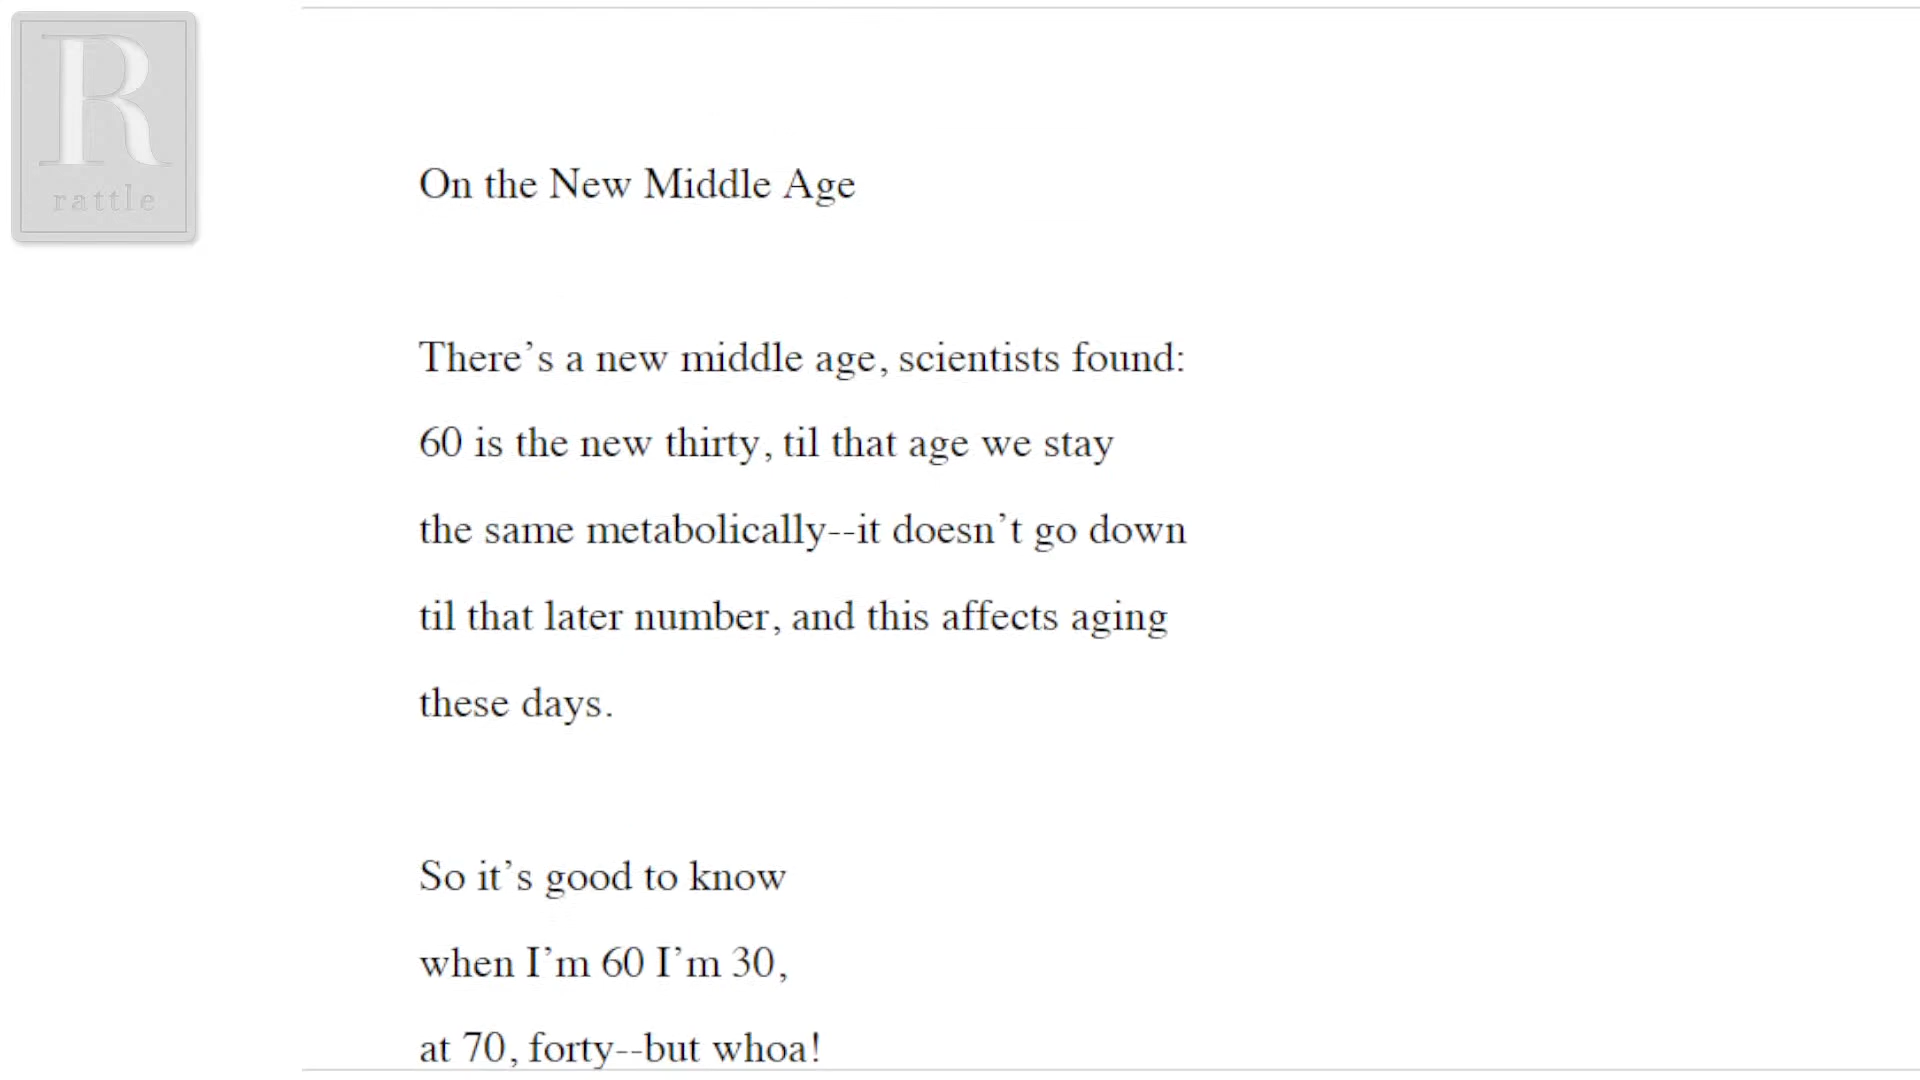 R
rattle
On the New Middle Age
There’s a new middle age, scientists found:
60 is the new thirty, til that age we stay
the same metabolically--it doesn’t go down
til that later number, and this affects aging
these days.
So it’s good to know
when I’m 60 I’m 30,
at 70, forty--but whoa!